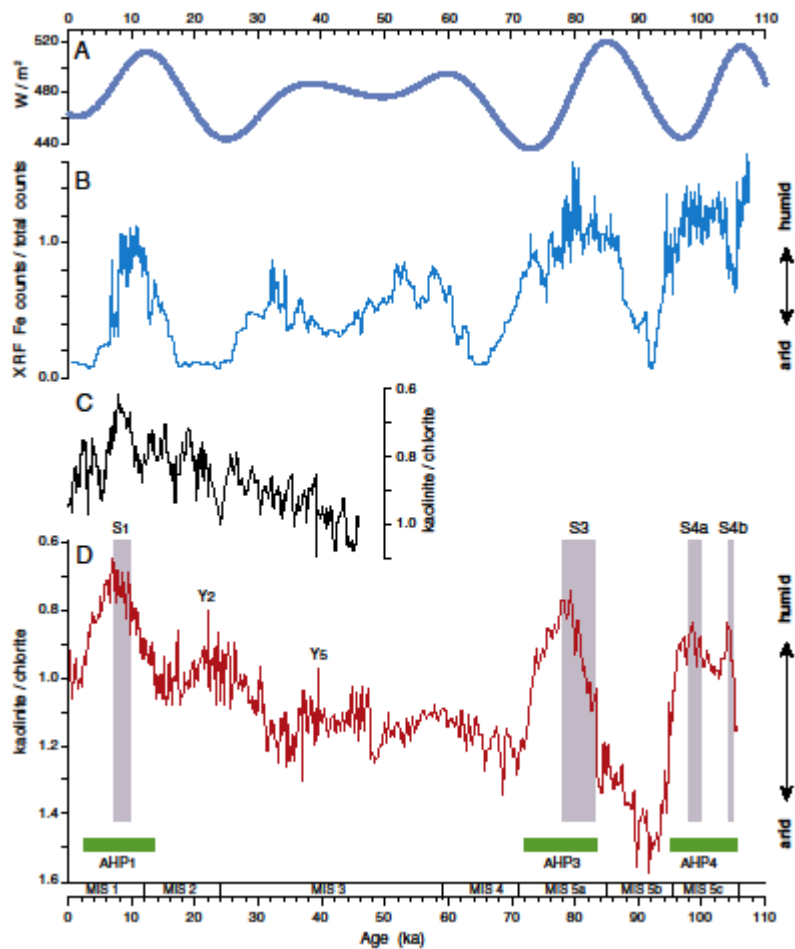 0 10 20 30 40 50 60 70 80 90 100 110
A
520
480
440
W / m²
B
1.0
0.0
XRF Fe counts / total counts
humid
arid
C
0.6
0.8
1.0
kaolinite / chlorite
S1 S3 S4a S4b
D
0.6
0.8
1.0
1.2
1.4
1.6
kaolinite / chlorite
Y2
Y5
humid
arid
AHP1 AHP3 AHP4
MIS 1 MIS 2 MIS 3 MIS 4 MIS 5a MIS 5b MIS 5c
0 10 20 30 40 50 60 70 80 90 100 110
Age (ka)